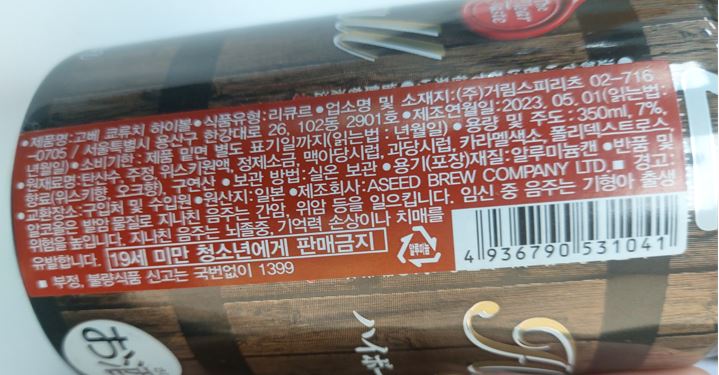 •제품명:고베 쿄류치 하이볼 •식품유형:리큐르 •업소명 및 소재지:(주)거림스피리츠 02-716
-0705 / 서울특별시 용산구 한강대로 26, 102동 2901호 •제조연월일:2023. 05. 01(읽는법:
년월일) •소비기한: 제품 밑면 별도 표기일까지(읽는법:년월일) •용량 및 주도:350ml, 7%
•원재료명:탄산수, 주정, 위스키원액, 정제소금, 맥아당시럽, 과당시럽, 카라멜색소, 폴리덱스트로스,
향료(위스키향, 오크향), 구연산 •보관 방법:실온 보관 •용기(포장)재질:알루미늄캔 •반품 및
교환장소:구입처 및 수입원 •원산지:일본 •제조회사:ASEED BREW COMPANY LTD. ■ 경고:
알코올은 발암 물질로 지나친 음주는 간암, 위암 등을 일으킵니다. 임신 중 음주는 기형아 출생
위험을 높입니다. 지나친 음주는 뇌졸중, 기억력 손상이나 치매를
유발합니다. 19세 미만 청소년에게 판매금지
■ 부정, 불량식품 신고는 국번없이 1399
4 936790 531041
お酒
ハイボー